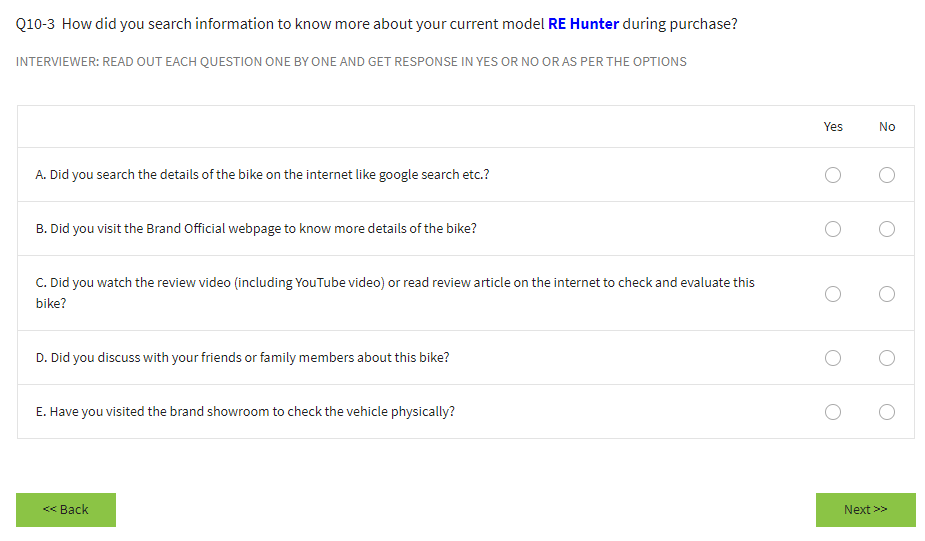 Q10-3 How did you search information to know more about your current model RE Hunter during purchase?
INTERVIEWER: READ OUT EACH QUESTION ONE BY ONE AND GET RESPONSE IN YES OR NO OR AS PER THE OPTIONS
Yes No
A. Did you search the details of the bike on the internet like google search etc.?
B. Did you visit the Brand Official webpage to know more details of the bike?
C. Did you watch the review video (including YouTube video) or read review article on the internet to check and evaluate this
bike?
D. Did you discuss with your friends or family members about this bike?
E. Have you visited the brand showroom to check the vehicle physically?
<< Back Next >>